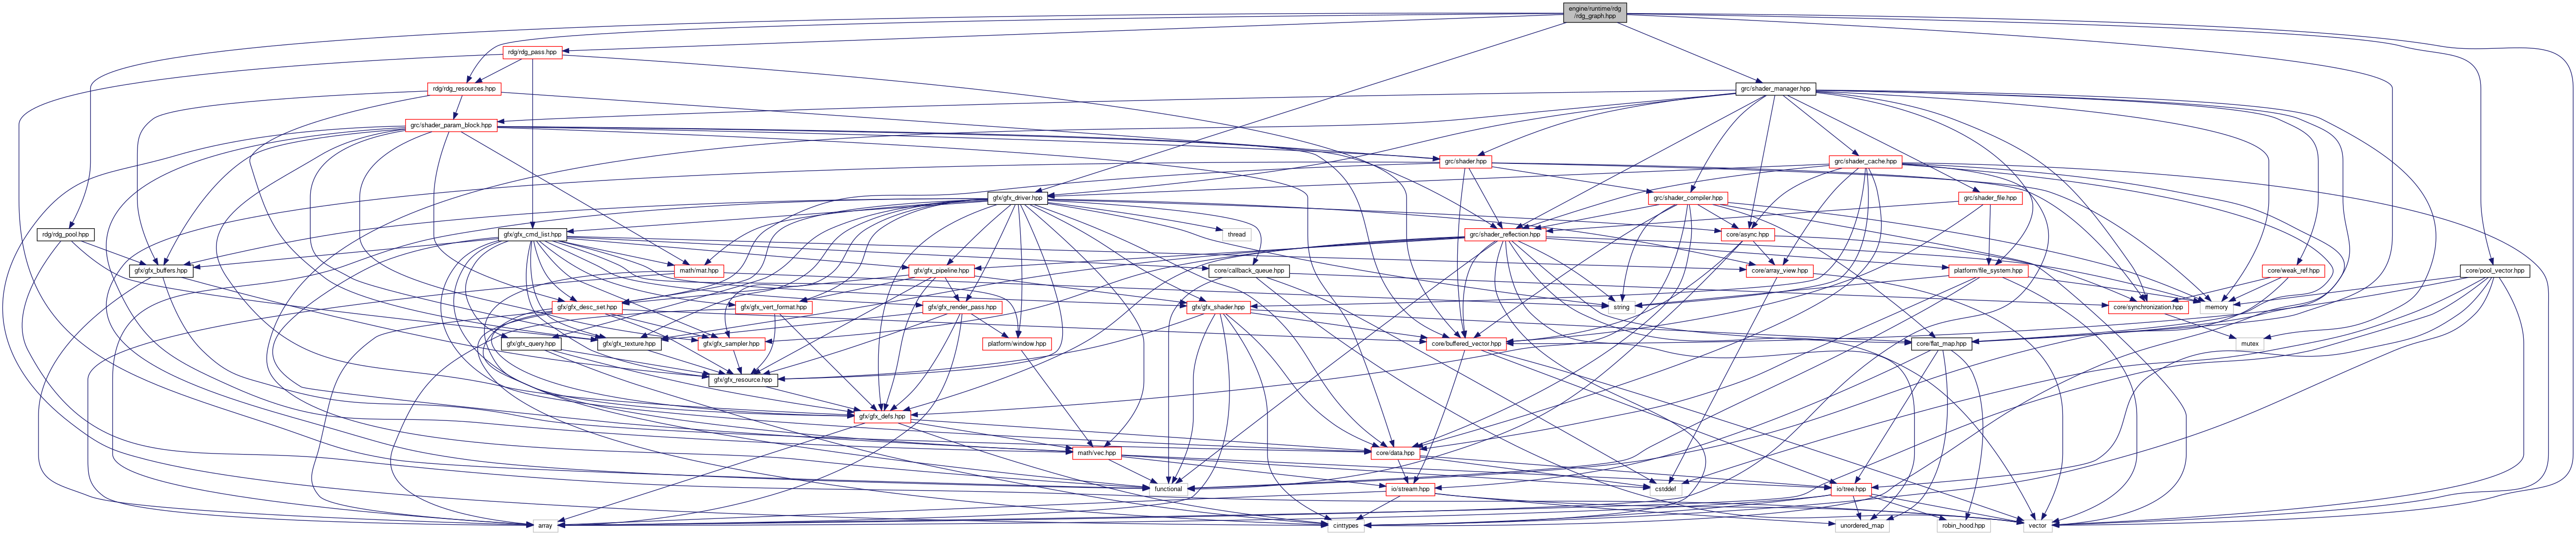 engine/runtime/rdg
/rdg_graph.hpp
rdg/rdg_pass.hpp
rdg/rdg_resources.hpp
grc/shader_manager.hpp
grc/shader_param_block.hpp
grc/shader.hpp
grc/shader_cache.hpp
gfx/gfx_driver.hpp
grc/shader_compiler.hpp
grc/shader_file.hpp
rdg/rdg_pool.hpp
gfx/gfx_cmd_list.hpp
thread
grc/shader_reflection.hpp
core/async.hpp
gfx/gfx_buffers.hpp
math/mat.hpp
gfx/gfx_pipeline.hpp
core/callback_queue.hpp
core/array_view.hpp
platform/file_system.hpp
core/weak_ref.hpp
core/pool_vector.hpp
gfx/gfx_desc_set.hpp
gfx/gfx_vert_format.hpp
gfx/gfx_render_pass.hpp
gfx/gfx_shader.hpp
string
core/synchronization.hpp
memory
gfx/gfx_query.hpp
gfx/gfx_texture.hpp
gfx/gfx_sampler.hpp
platform/window.hpp
core/buffered_vector.hpp
core/flat_map.hpp
mutex
gfx/gfx_resource.hpp
gfx/gfx_defs.hpp
math/vec.hpp
core/data.hpp
functional
io/stream.hpp
cstddef
io/tree.hpp
array
cinttypes
unordered_map
robin_hood.hpp
vector